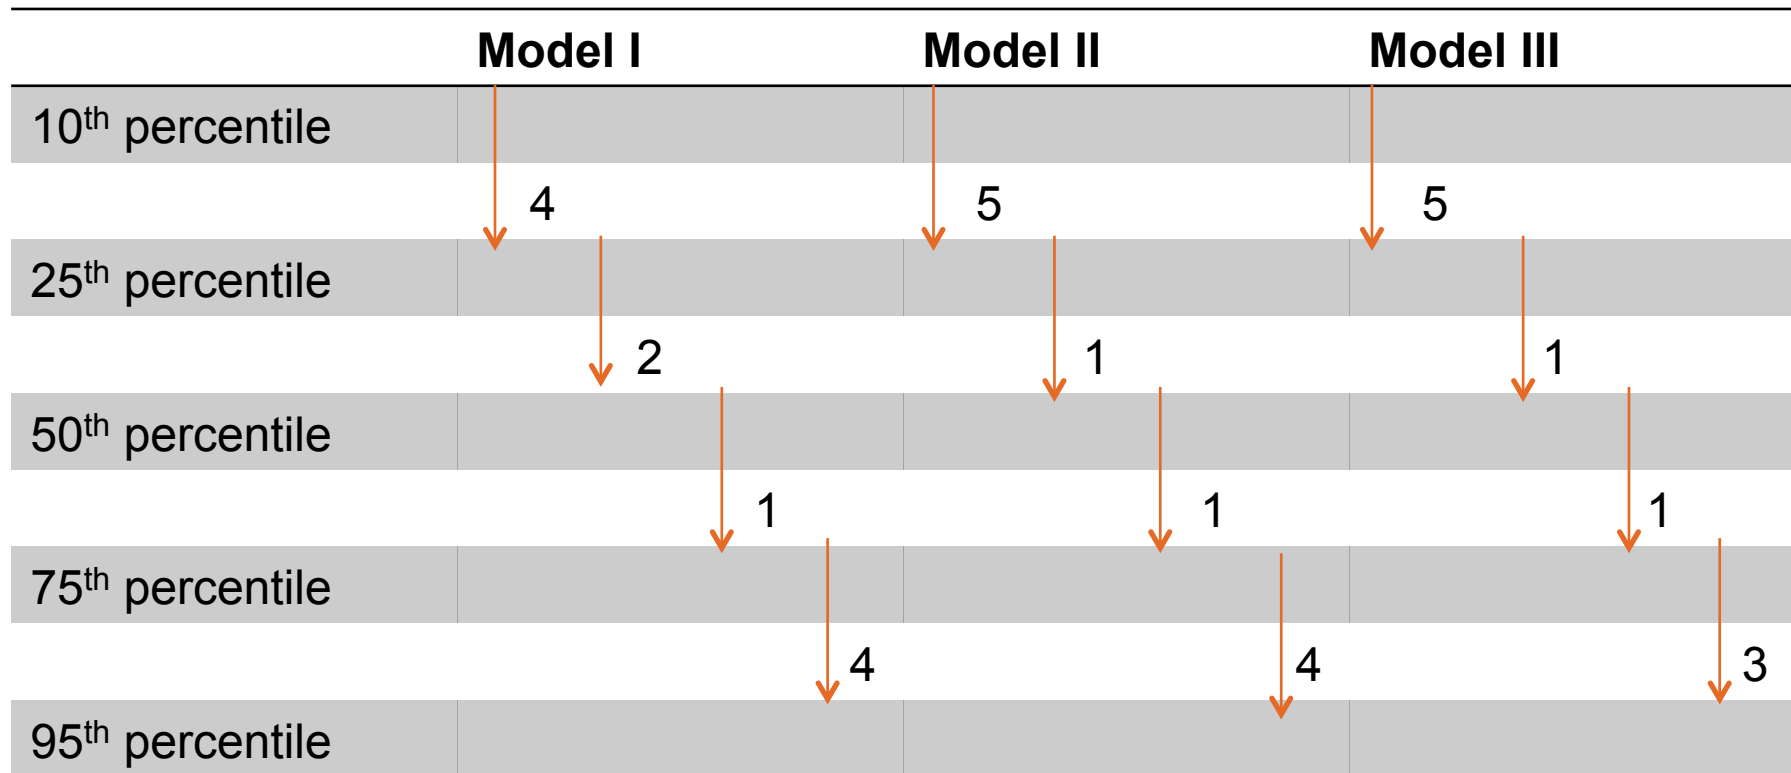 Model I Model II Model III
10th percentile
4 5 5
25th percentile
2 1 1
50th percentile
1 1 1
75th percentile
4 4 3
95th percentile